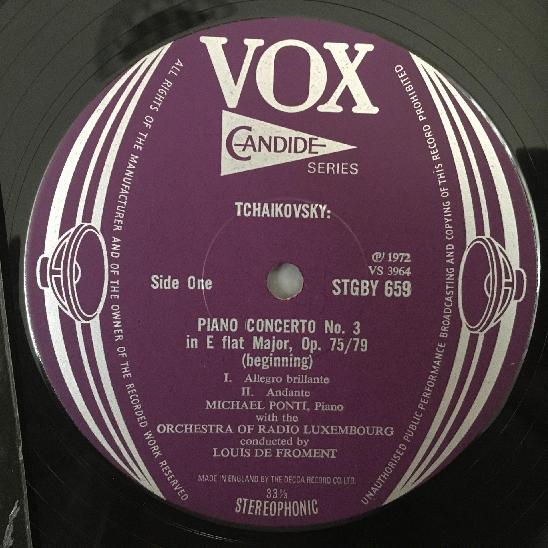 VOX
CANDIDE
SERIES
TCHAIKOVSKY:
℗ 1972
VS 3964
Side One
STGBY 659
PIANO CONCERTO No. 3
in E flat Major, Op. 75/79
(beginning)
I. Allegro brillante
II. Andante
MICHAEL PONTI, Piano
with the
ORCHESTRA OF RADIO LUXEMBOURG
conducted by
LOUIS DE FROMENT
MADE IN ENGLAND BY THE DECCA RECORD CO. LTD.
33⅓
STEREOPHONIC
ALL RIGHTS OF THE MANUFACTURER AND OF THE OWNER OF THE RECORDED WORK RESERVED
UNAUTHORISED PUBLIC PERFORMANCE BROADCASTING AND COPYING OF THIS RECORD PROHIBITED